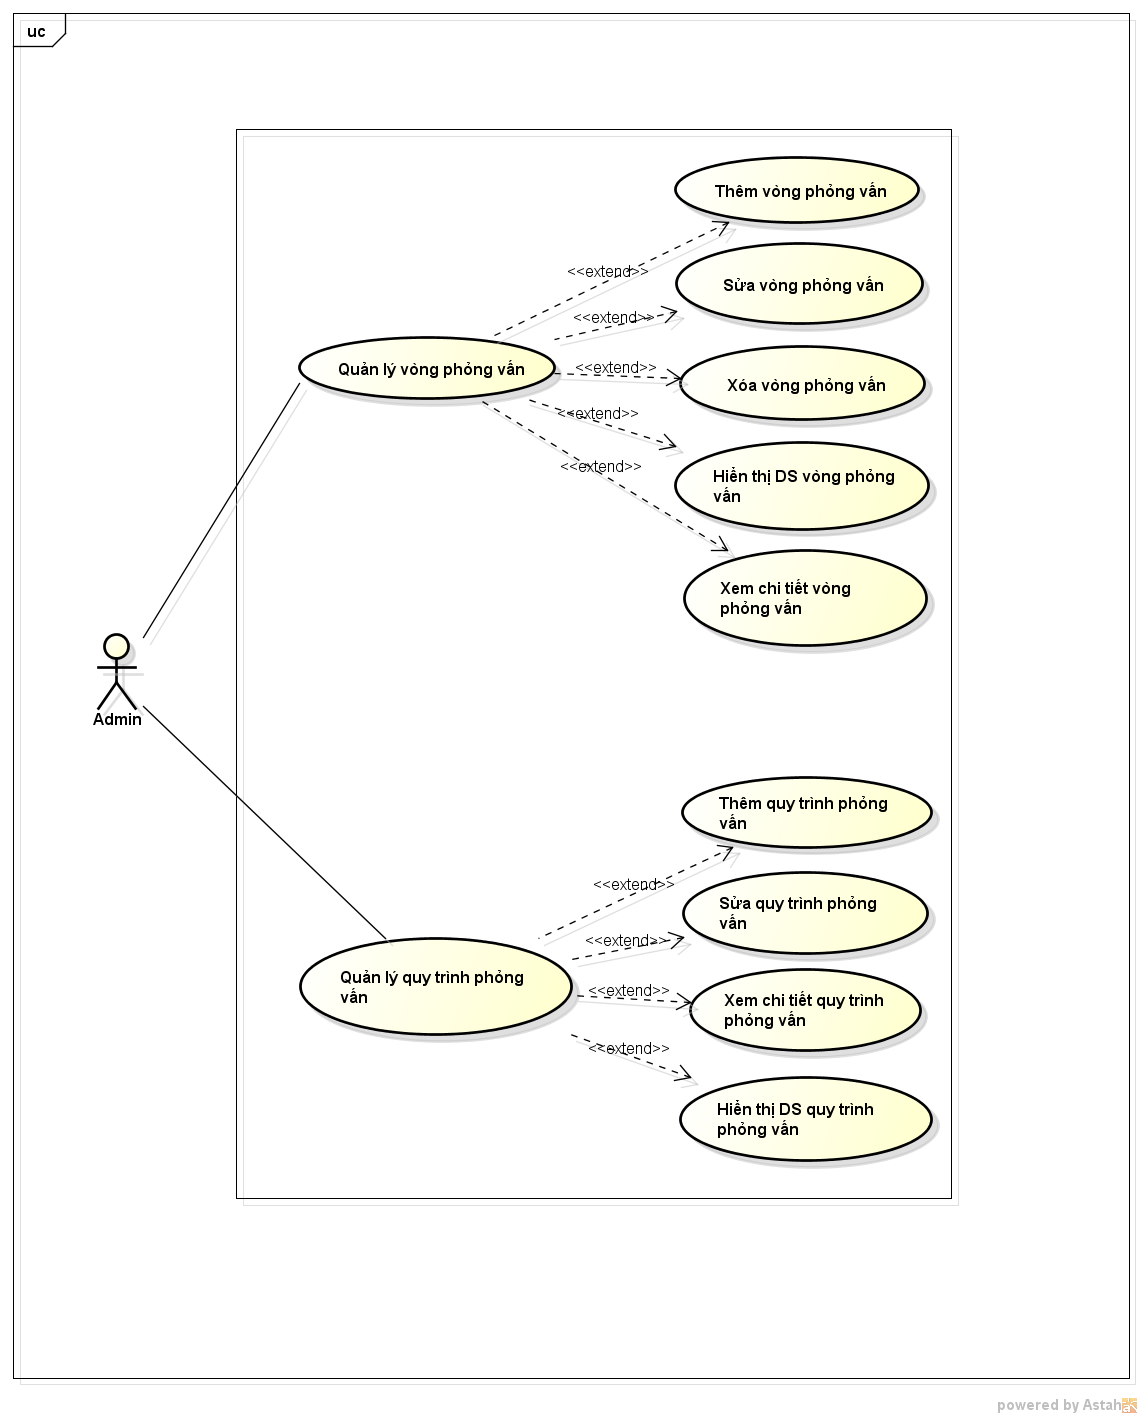 uc
Thêm vòng phỏng vấn
<<extend>>
Sửa vòng phỏng vấn
<<extend>>
Quản lý vòng phỏng vấn
<<extend>>
Xóa vòng phỏng vấn
<<extend>>
Hiển thị DS vòng phỏng
vấn
<<extend>>
Xem chi tiết vòng
phỏng vấn
Admin
Thêm quy trình phỏng
vấn
<<extend>>
Sửa quy trình phỏng
vấn
<<extend>>
Quản lý quy trình phỏng
vấn
<<extend>>
Xem chi tiết quy trình
phỏng vấn
<<extend>>
Hiển thị DS quy trình
phỏng vấn
powered by Astah